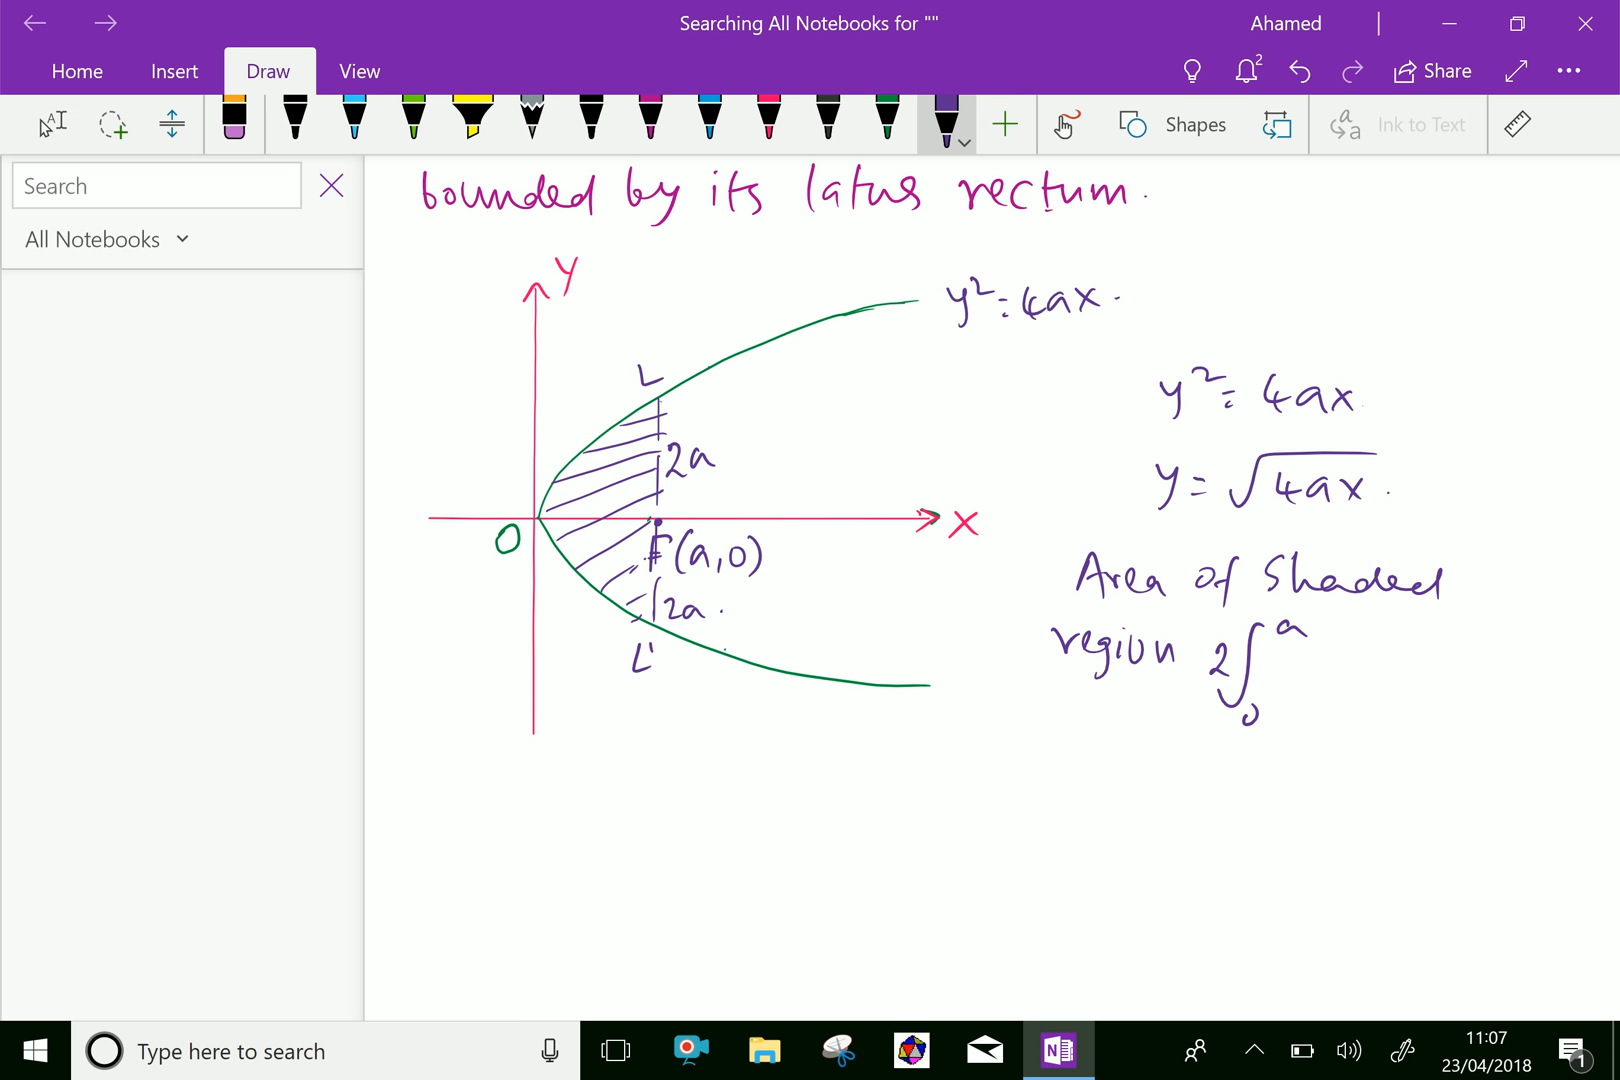 Searching All Notebooks for ""
Ahamed
Home Insert Draw View
2
Share
Shapes
Ink to Text
Search
All Notebooks
bounded by its latus rectum.
Y
y² = 4ax.
L
y² = 4ax
2a
y = √4ax.
O
X
F(a,0)
Area of Shaded
2a.
region 2∫₀ᵃ
L'
Type here to search
11:07
23/04/2018
1